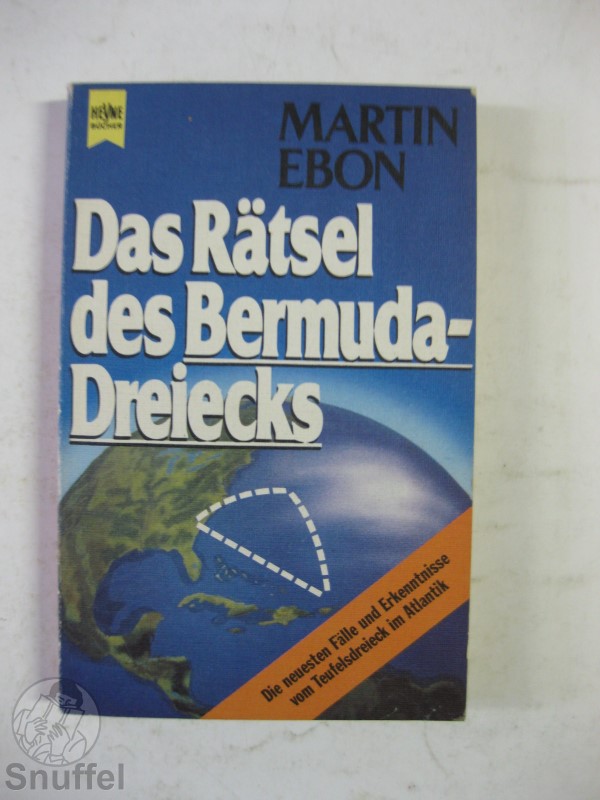 HEYNE
BÜCHER
MARTIN
EBON
Das Rätsel
des Bermuda-
Dreiecks
Die neuesten Fälle und Erkenntnisse
vom Teufelsdreieck im Atlantik
Snuffel